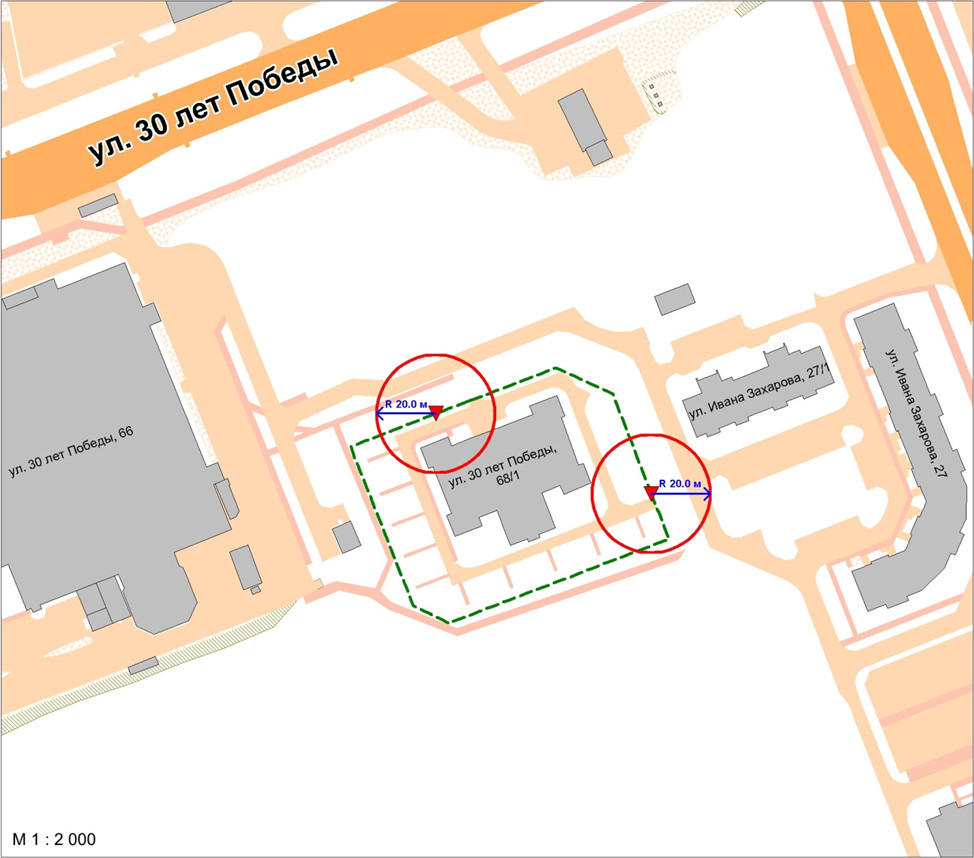 ул. 30 лет Победы
ул. Ивана Захарова, 27/1
ул. Ивана Захарова, 27
R 20.0 м
ул. 30 лет Победы, 66
ул. 30 лет Победы,
68/1
R 20.0 м
М 1 : 2 000